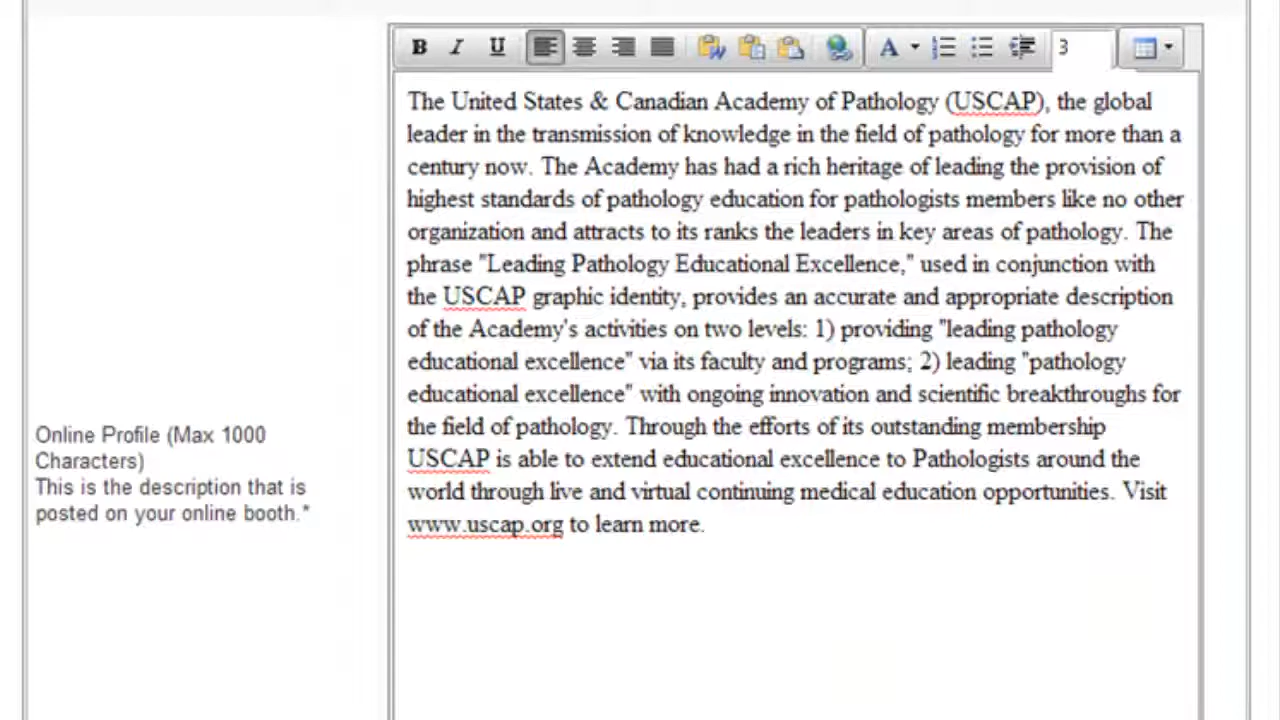 B I U A 3
The United States & Canadian Academy of Pathology (USCAP), the global
leader in the transmission of knowledge in the field of pathology for more than a
century now. The Academy has had a rich heritage of leading the provision of
highest standards of pathology education for pathologists members like no other
organization and attracts to its ranks the leaders in key areas of pathology. The
phrase "Leading Pathology Educational Excellence," used in conjunction with
the USCAP graphic identity, provides an accurate and appropriate description
of the Academy's activities on two levels: 1) providing "leading pathology
educational excellence" via its faculty and programs; 2) leading "pathology
educational excellence" with ongoing innovation and scientific breakthroughs for
the field of pathology. Through the efforts of its outstanding membership
USCAP is able to extend educational excellence to Pathologists around the
world through live and virtual continuing medical education opportunities. Visit
www.uscap.org to learn more.
Online Profile (Max 1000
Characters)
This is the description that is
posted on your online booth.*